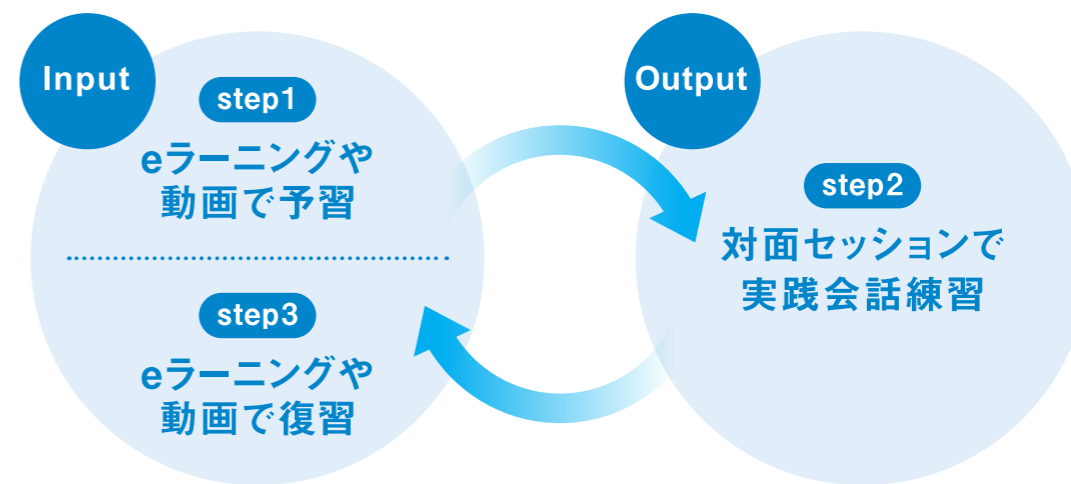 Input
step1
eラーニングや
動画で予習
step3
eラーニングや
動画で復習
Output
step2
対面セッションで
実践会話練習